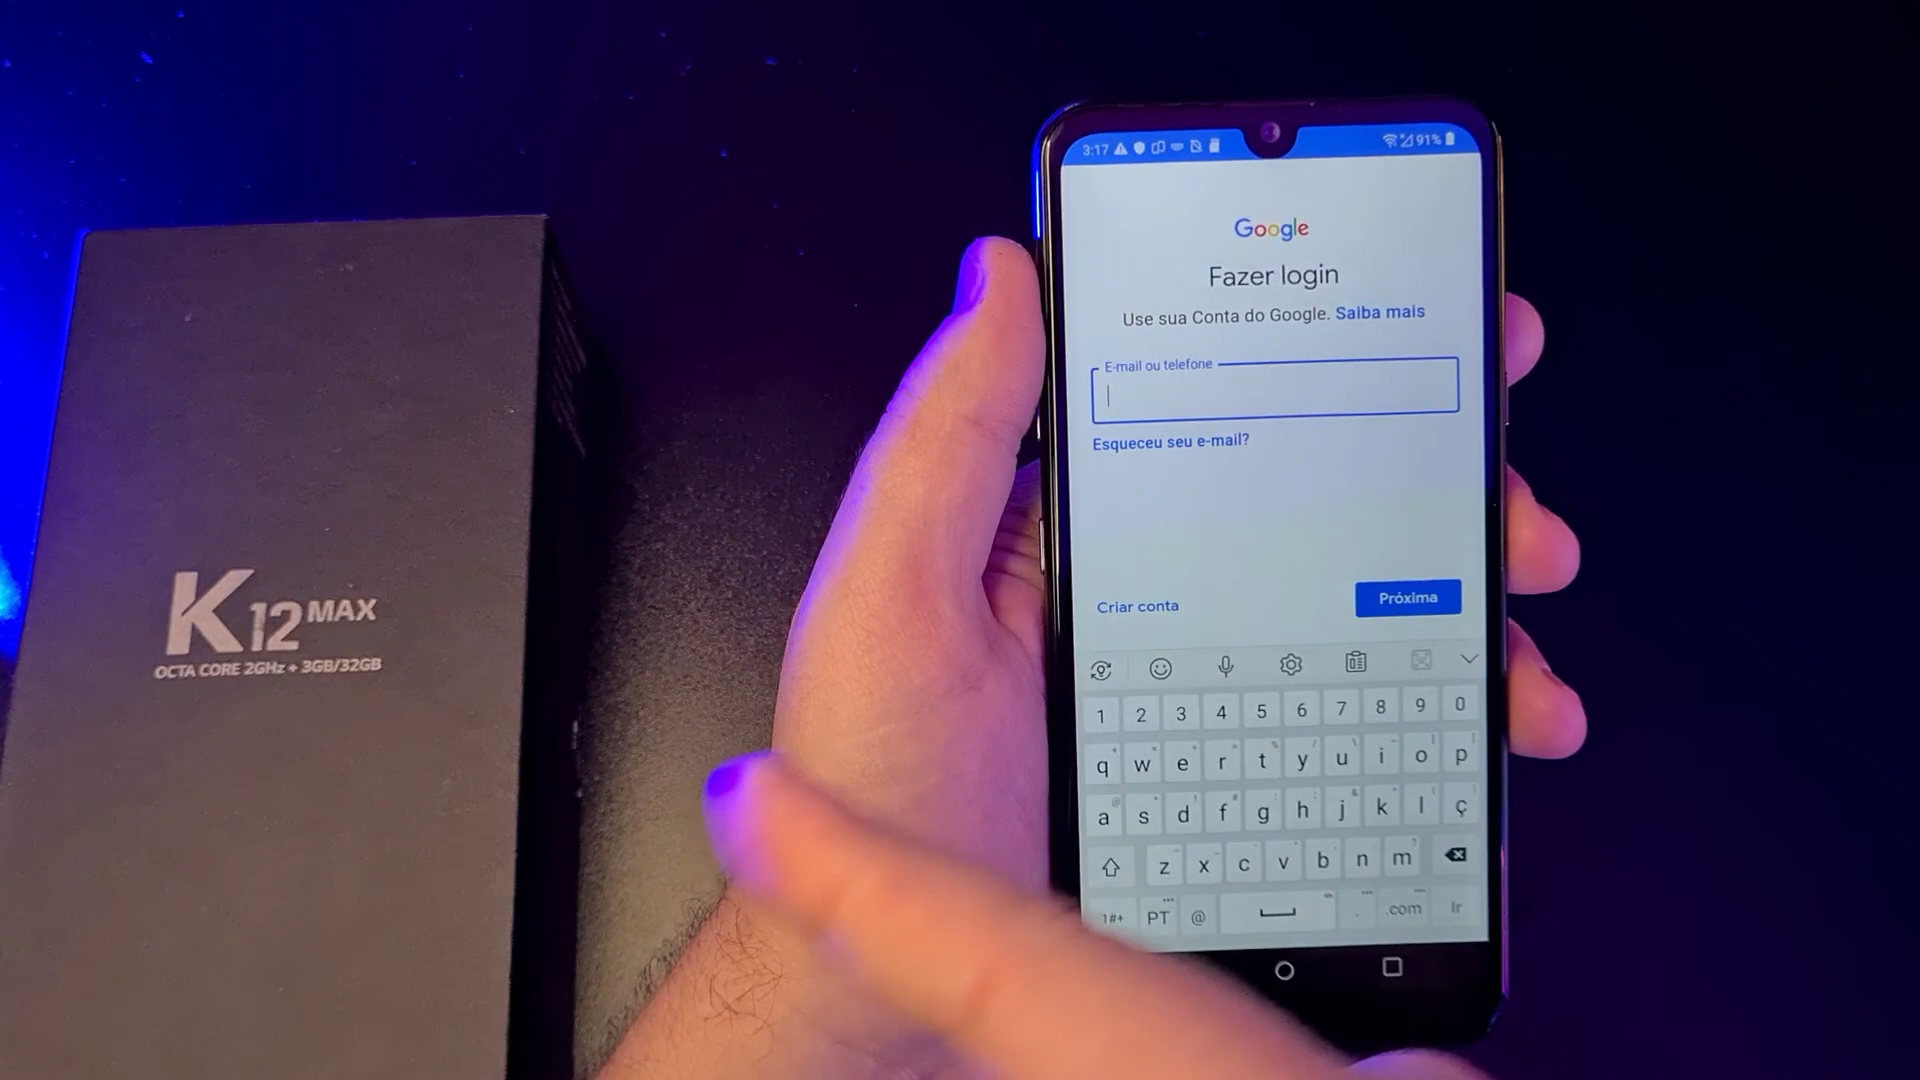 K12 MAX
OCTA CORE 2GHz + 3GB/32GB
3:17 91%
Google
Fazer login
Use sua Conta do Google. Saiba mais
E-mail ou telefone
Esqueceu seu e-mail?
Criar conta Próxima
1 2 3 4 5 6 7 8 9 0
q w e r t y u i o p
a s d f g h j k l ç
z x c v b n m
1#+ PT @ . .com Ir